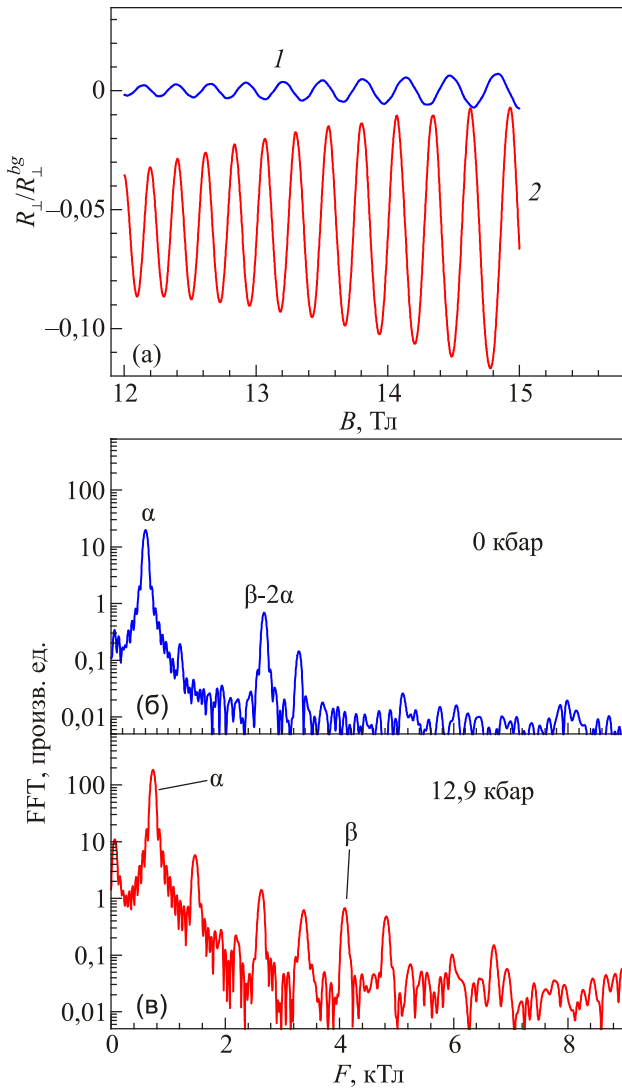 0
1
R⊥/R⊥^bg
–0,05
2
–0,10
(а)
12
13
14
15
B, Тл
100
α
0 кбар
10
β-2α
1
0,1
0,01
(б)
FFT, произв. ед.
100
α
12,9 кбар
10
β
1
0,1
0,01
(в)
0
2
4
6
8
F, кТл